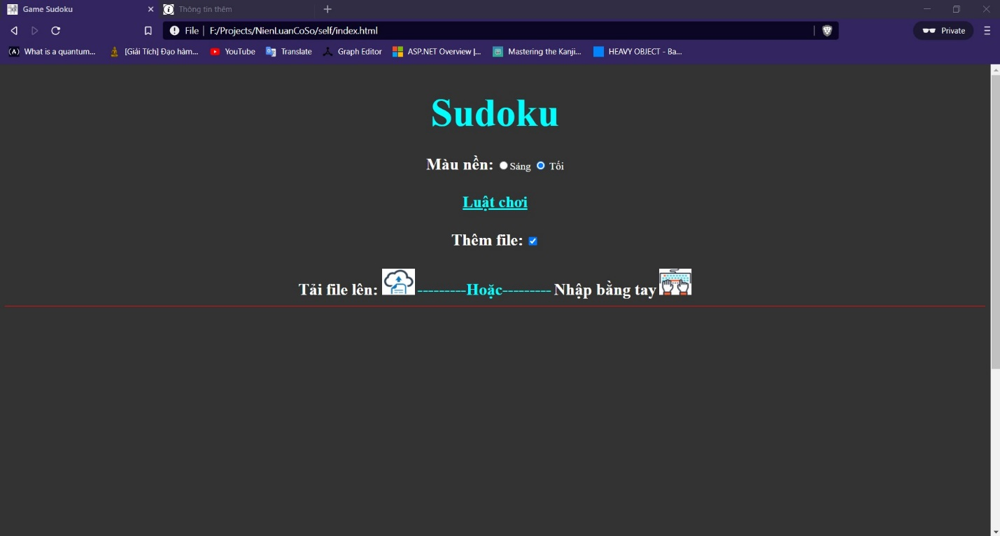 Game Sudoku
Thông tin thêm
File | F:/Projects/NienLuanCoSo/self/index.html
Private
What is a quantum... [Giải Tích] Đạo hàm... YouTube Translate Graph Editor ASP.NET Overview |... Mastering the Kanji... HEAVY OBJECT - Ba...
Sudoku
Màu nền: Sáng Tối
Luật chơi
Thêm file:
Tải file lên: ---------Hoặc--------- Nhập bằng tay